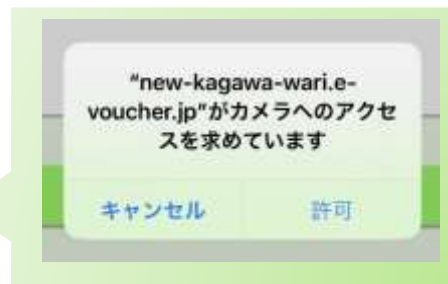 "new-kagawa-wari.e-
voucher.jp"がカメラへのアクセ
スを求めています
キャンセル
許可